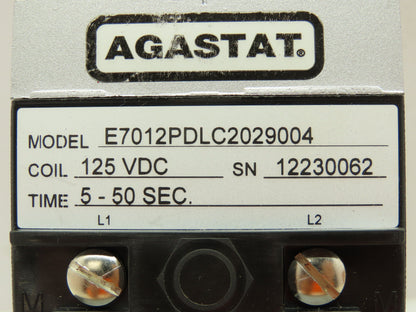 AGASTAT®
MODEL E7012PDLC2029004
COIL 125 VDC SN 12230062
TIME 5 - 50 SEC.
L1 L2
M M